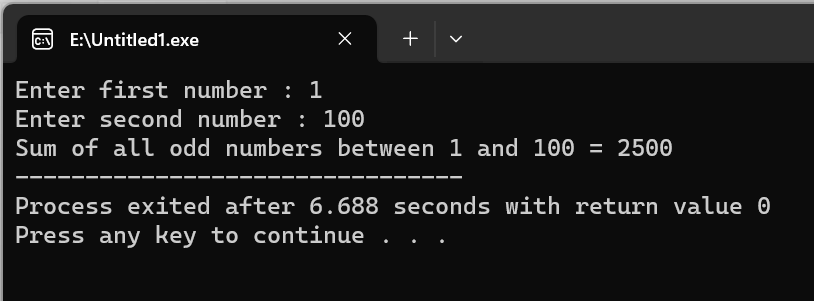 E:\Untitled1.exe
Enter first number : 1
Enter second number : 100
Sum of all odd numbers between 1 and 100 = 2500
--------------------------------
Process exited after 6.688 seconds with return value 0
Press any key to continue . . .